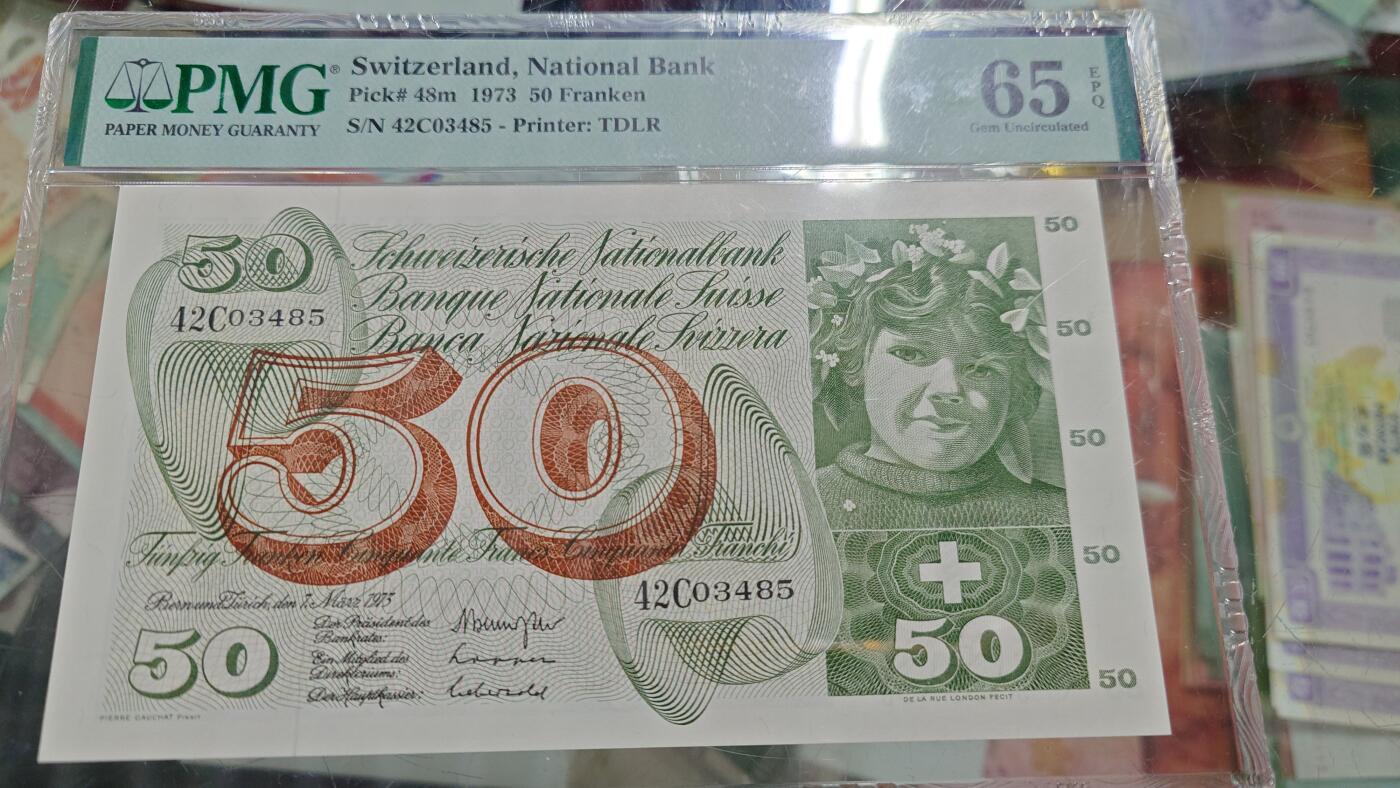 PMG®
PAPER MONEY GUARANTY
Switzerland, National Bank
Pick# 48m 1973 50 Franken
S/N 42C03485 - Printer: TDLR
65
EPQ
Gem Uncirculated
50
42C03485
Schweizerische Nationalbank
Banque Nationale Suisse
Banca Nazionale Svizzera
50
50
50
50
50
50
Fünfzig Franken Cinquante Francs Cinquanta Franchi
42C03485
Bern und Zürich, den 7. März 1973
Der Präsident des
Bankrates:
Ein Mitglied des
Direktoriums:
Der Hauptkassier:
50
50
PIERRE GAUCHAT Pinxit
DE LA RUE LONDON FECIT